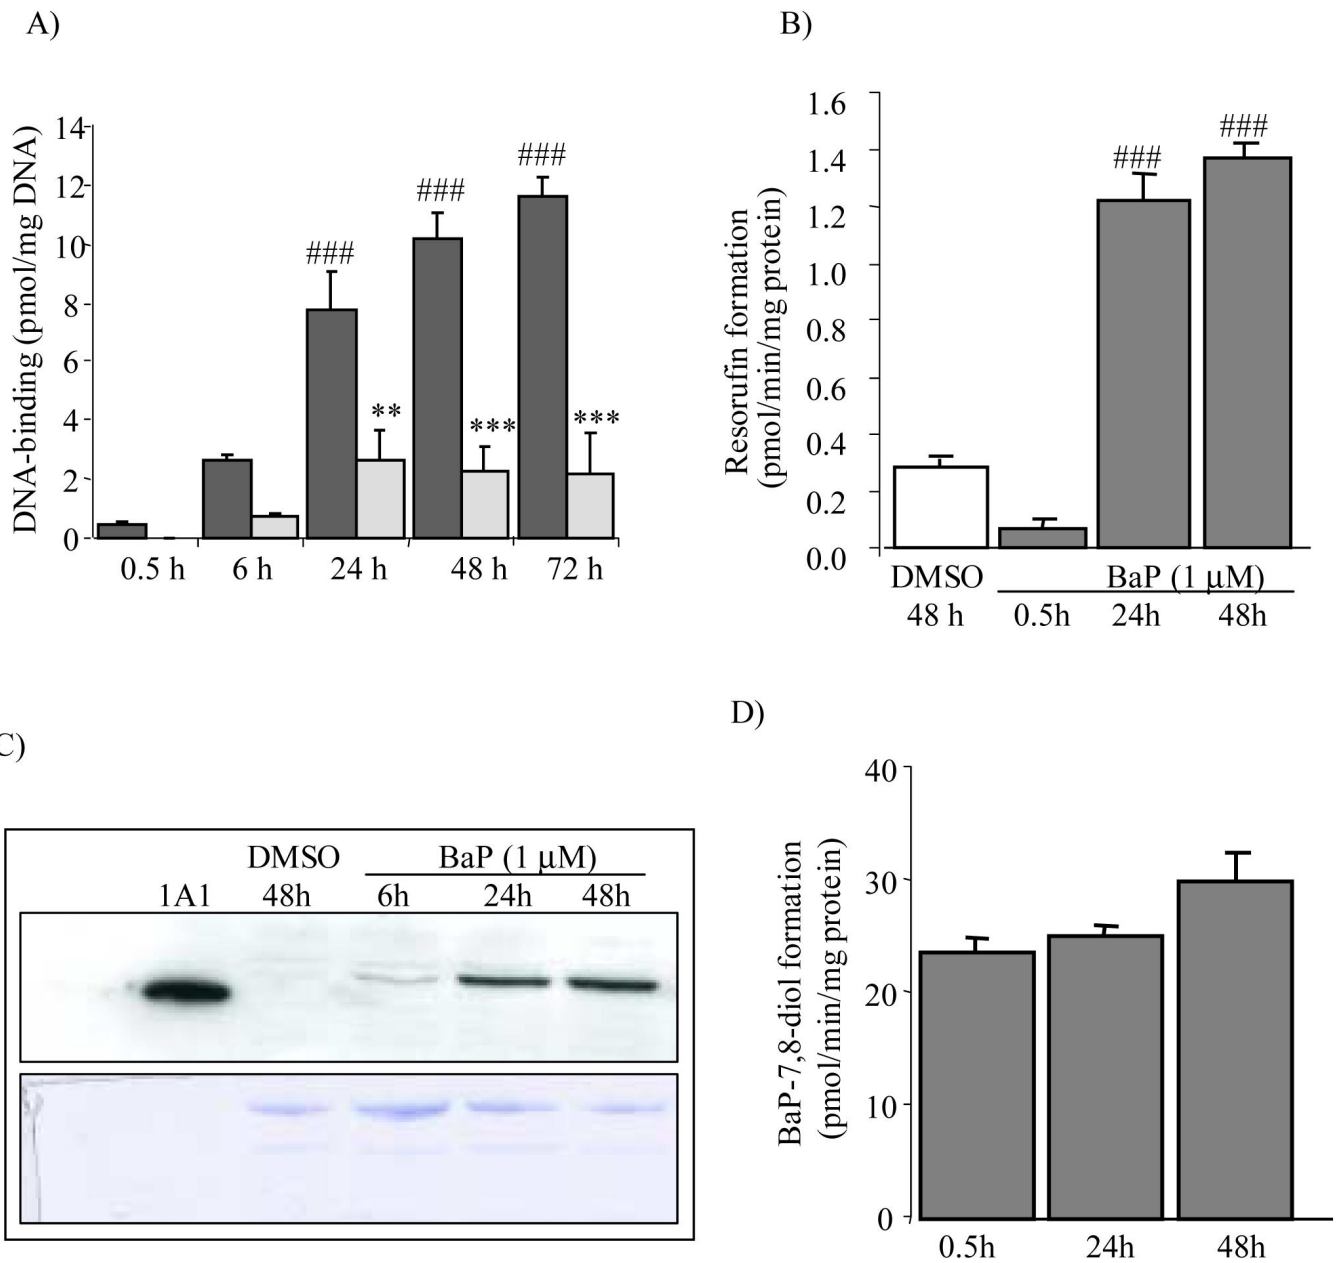 A)
DNA-binding (pmol/mg DNA)
14
12
10
8
6
4
2
0
###
###
###
**
***
***
0.5 h 6 h 24 h 48 h 72 h
B)
Resorufin formation
(pmol/min/mg protein)
1.6
1.4
1.2
1.0
0.8
0.6
0.4
0.2
0.0
###
###
DMSO BaP (1 μM)
48 h 0.5h 24h 48h
C)
DMSO BaP (1 μM)
1A1 48h 6h 24h 48h
D)
BaP-7,8-diol formation
(pmol/min/mg protein)
40
30
20
10
0
0.5h 24h 48h